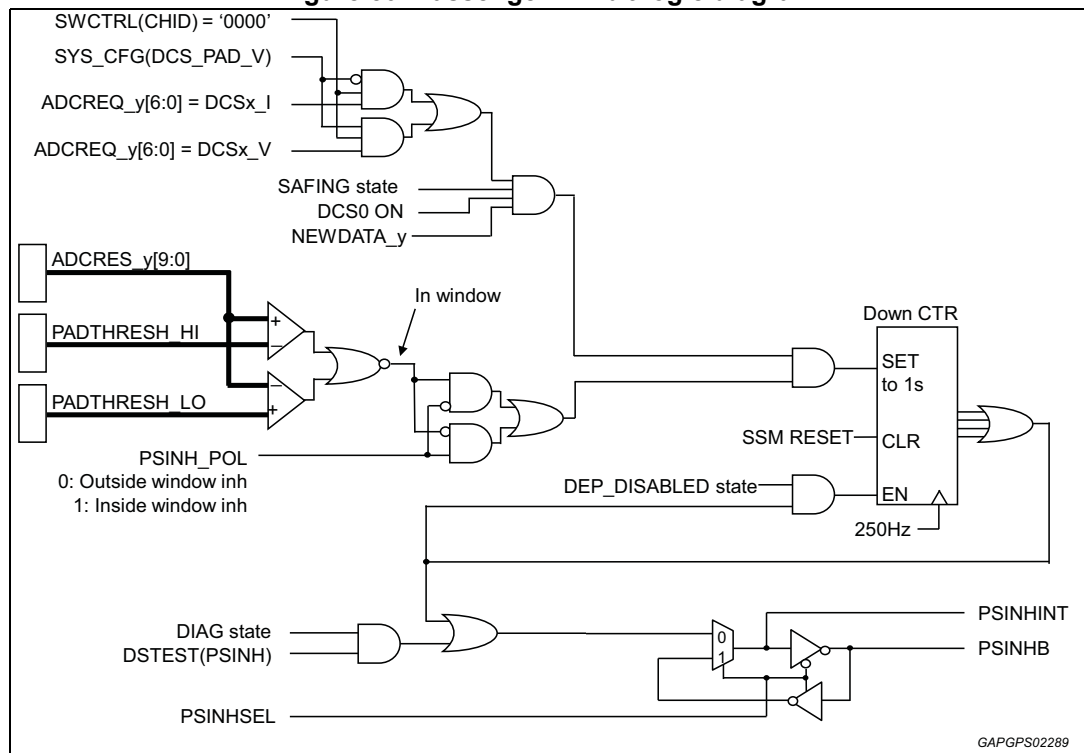 SWCTRL(CHID) = ‘0000’
SYS_CFG(DCS_PAD_V)
ADCREQ_y[6:0] = DCSx_I
ADCREQ_y[6:0] = DCSx_V
SAFING state
DCS0 ON
NEWDATA_y
ADCRES_y[9:0]
In window
PADTHRESH_HI
+
−
−
+
PADTHRESH_LO
PSINH_POL
0: Outside window inh
1: Inside window inh
Down CTR
SET
to 1s
SSM RESET
CLR
DEP_DISABLED state
EN
250Hz
DIAG state
DSTEST(PSINH)
0
1
PSINHINT
PSINHB
PSINHSEL
GAPGPS02289